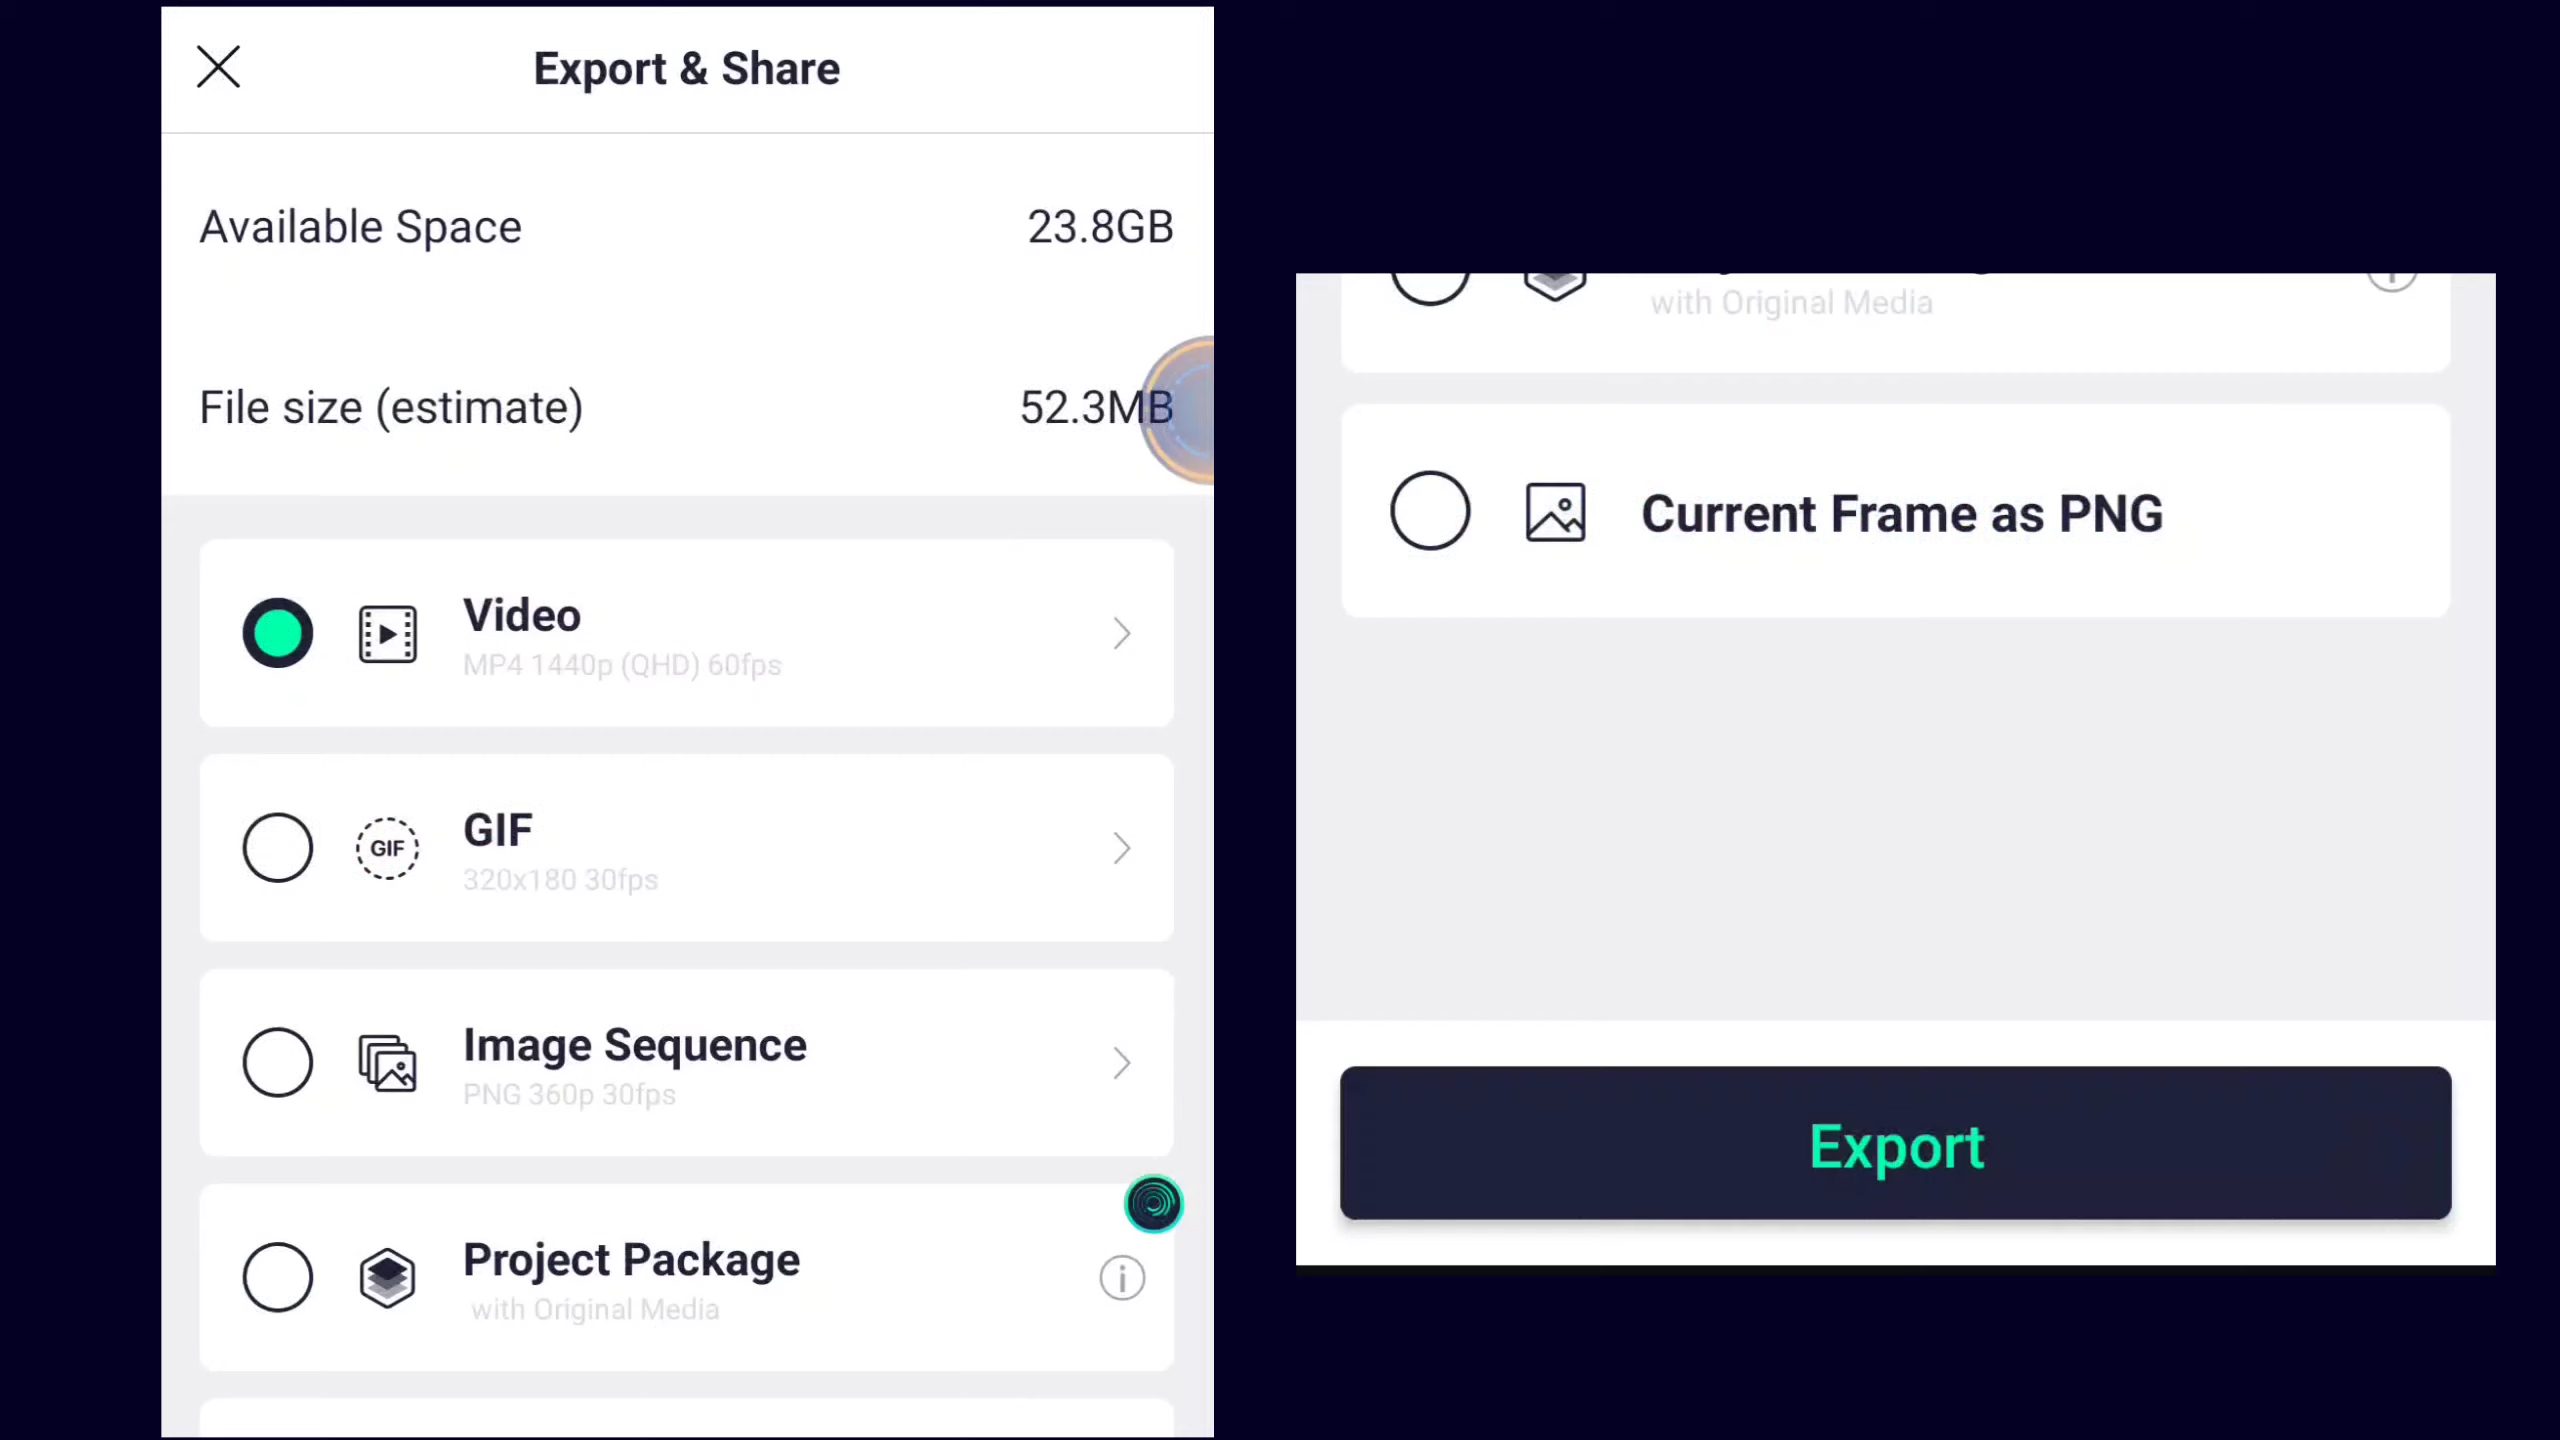 Export & Share
Available Space
23.8GB
File size (estimate)
52.3MB
Video
MP4 1440p (QHD) 60fps
GIF
GIF
320x180 30fps
Image Sequence
PNG 360p 30fps
Project Package
with Original Media
with Original Media
Current Frame as PNG
Export